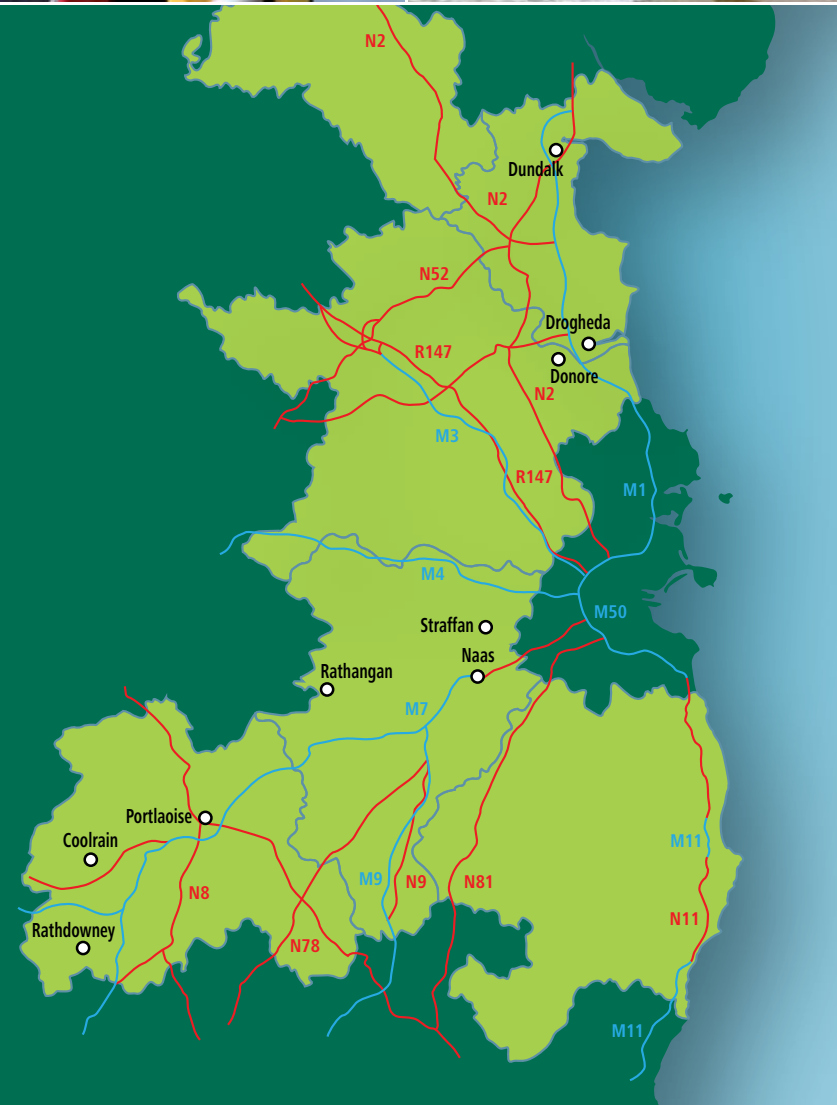 N2
Dundalk
N2
N52
Drogheda
R147
Donore
N2
M3
R147
M1
M4
M50
Straffan
Naas
Rathangan
M7
Portlaoise
Coolrain
M11
M9
N9
N81
N8
N11
Rathdowney
N78
M11